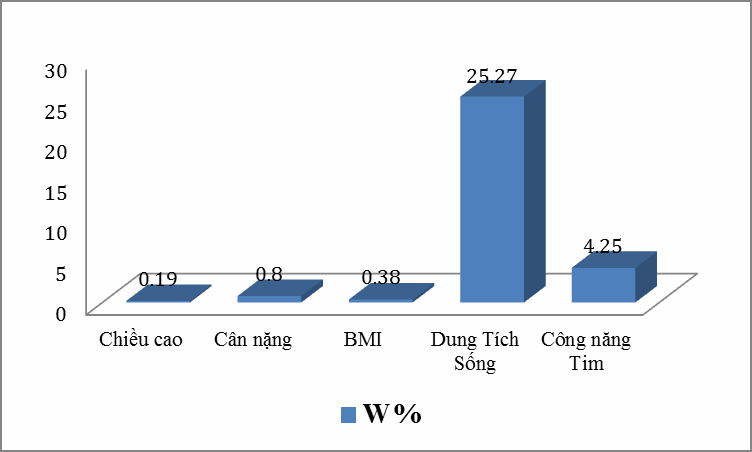 30
25
20
15
10
5
0
0.19
0.8
0.38
25.27
4.25
Chiều cao
Cân nặng
BMI
Dung Tích
Sống
Công năng
Tim
W%